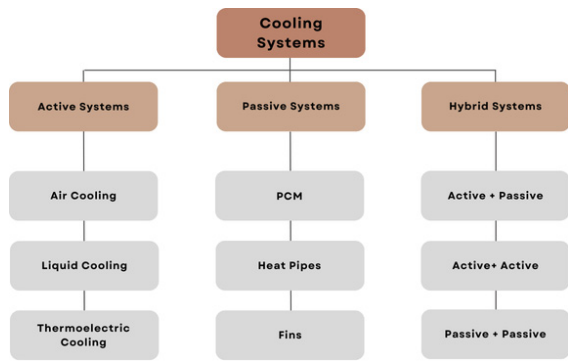 Cooling
Systems
Active Systems
Passive Systems
Hybrid Systems
Air Cooling
PCM
Active + Passive
Liquid Cooling
Heat Pipes
Active+ Active
Thermoelectric
Cooling
Fins
Passive + Passive